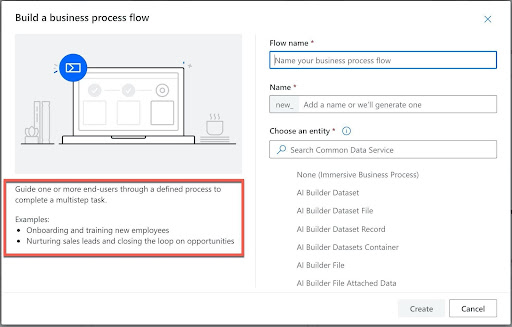 Build a business process flow
Guide one or more end-users through a defined process to
complete a multistep task.
Examples:
• Onboarding and training new employees
• Nurturing sales leads and closing the loop on opportunities
Flow name *
Name your business process flow
Name *
new_ Add a name or we'll generate one
Choose an entity *
Search Common Data Service
None (Immersive Business Process)
AI Builder Dataset
AI Builder Dataset File
AI Builder Dataset Record
AI Builder Datasets Container
AI Builder File
AI Builder File Attached Data
Create Cancel